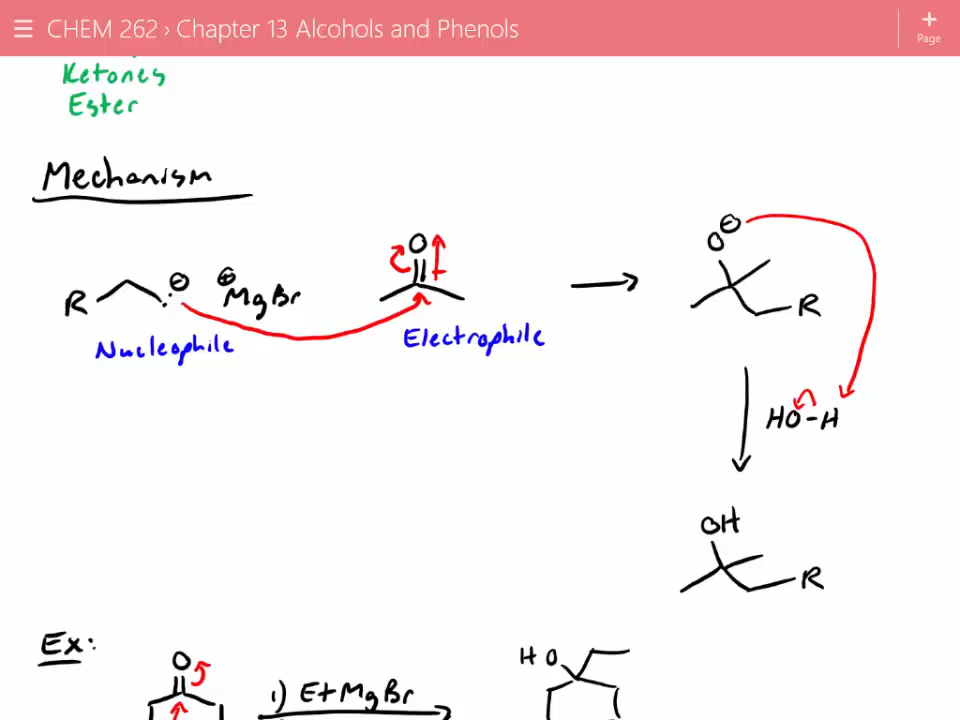 CHEM 262 › Chapter 13 Alcohols and Phenols
+
Page
Ketones
Ester
Mechanism
R ⊖ ⊕ MgBr O
Nucleophile
Electrophile
O ⊖
R
HO-H
OH
R
Ex:
O
1) EtMgBr
HO